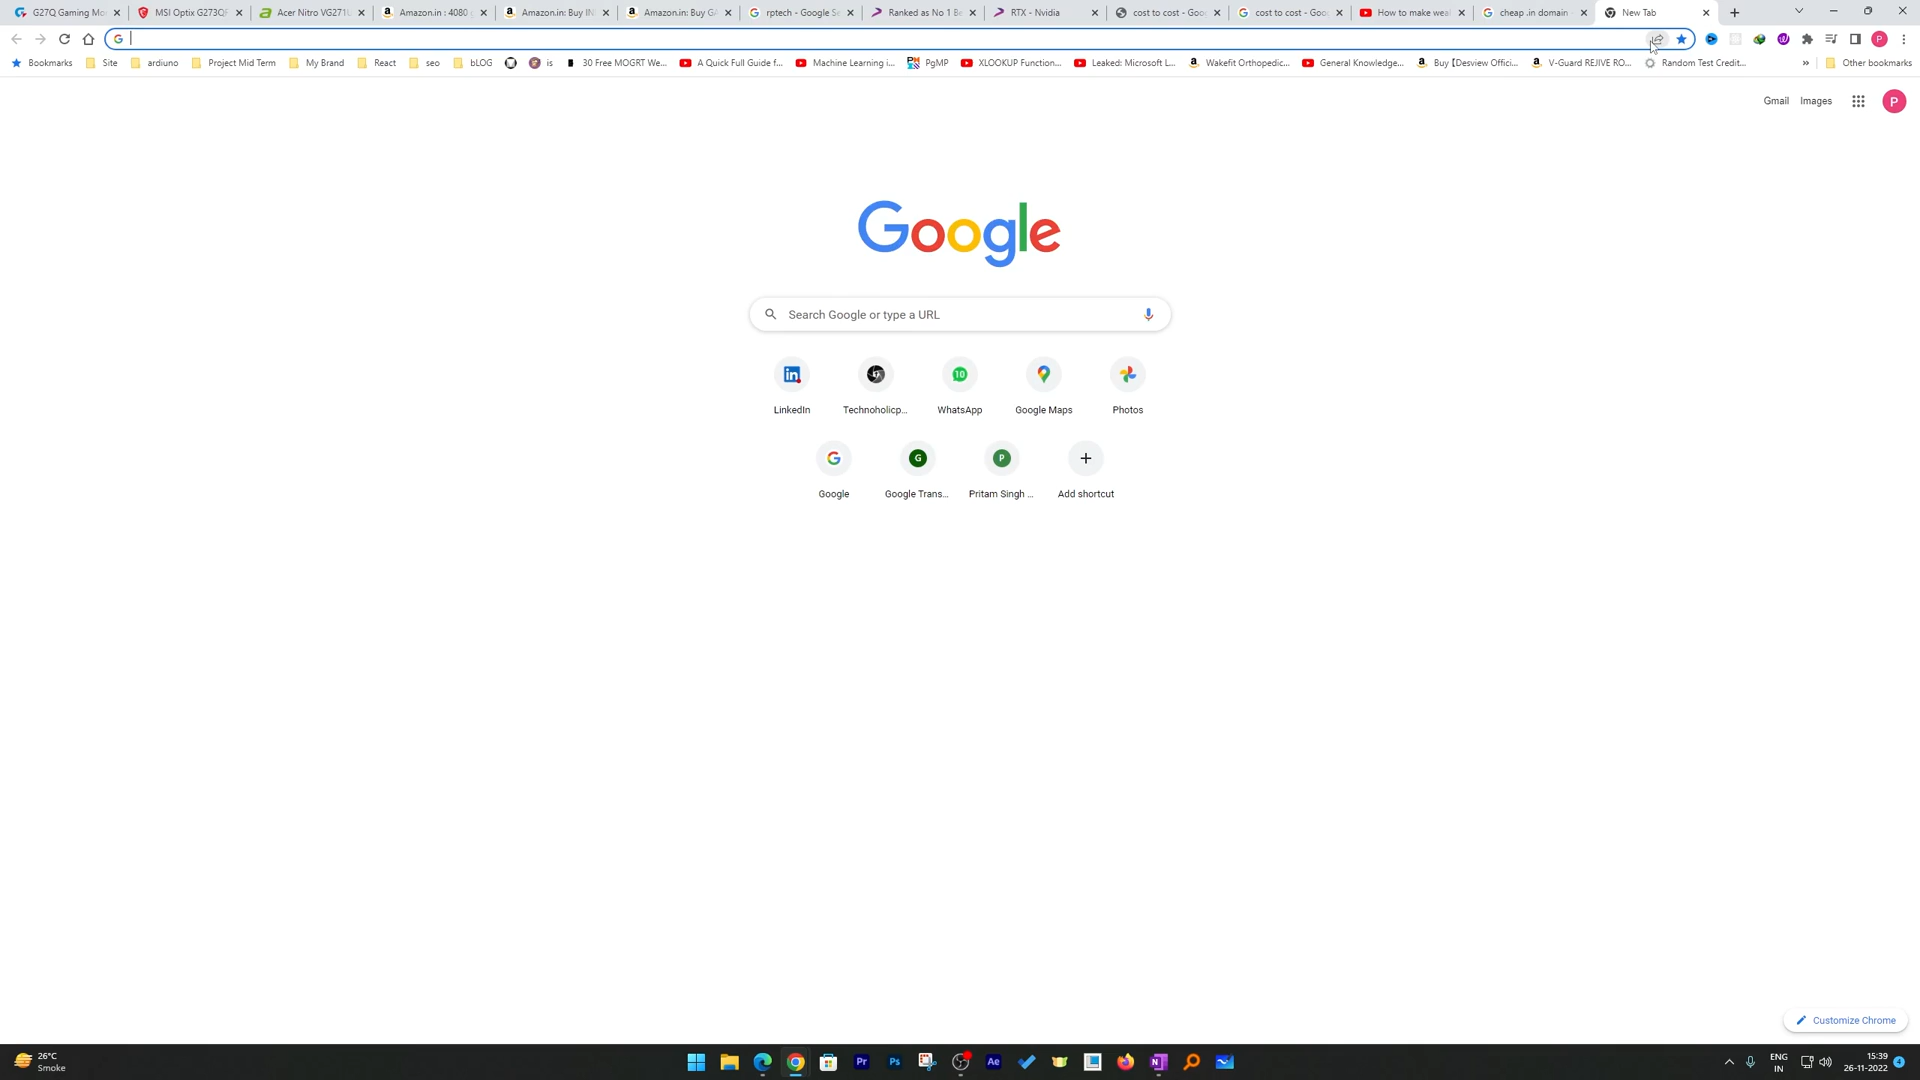 G27Q Gaming Mo
MSI Optix G273QF
Acer Nitro VG271U
Amazon.in : 4080
Amazon.in: Buy IN
Amazon.in: Buy GA
rptech - Google Se
Ranked as No 1 Be
RTX - Nvidia
cost to cost - Goo
cost to cost - Goo
How to make wea
cheap .in domain
New Tab
Bookmarks
Site
arduino
Project Mid Term
My Brand
React
seo
bLOG
is
30 Free MOGRT We...
A Quick Full Guide f...
Machine Learning i...
PgMP
XLOOKUP Function...
Leaked: Microsoft L...
Wakefit Orthopedic...
General Knowledge...
Buy【Desview Offici...
V-Guard REJIVE RO...
Random Test Credit...
»
Other bookmarks
Gmail
Images
P
Google
Search Google or type a URL
LinkedIn
Technoholicp...
WhatsApp
Google Maps
Photos
Google
Google Trans...
Pritam Singh ...
Add shortcut
Customize Chrome
26°C
Smoke
ENG
IN
15:39
26-11-2022
4